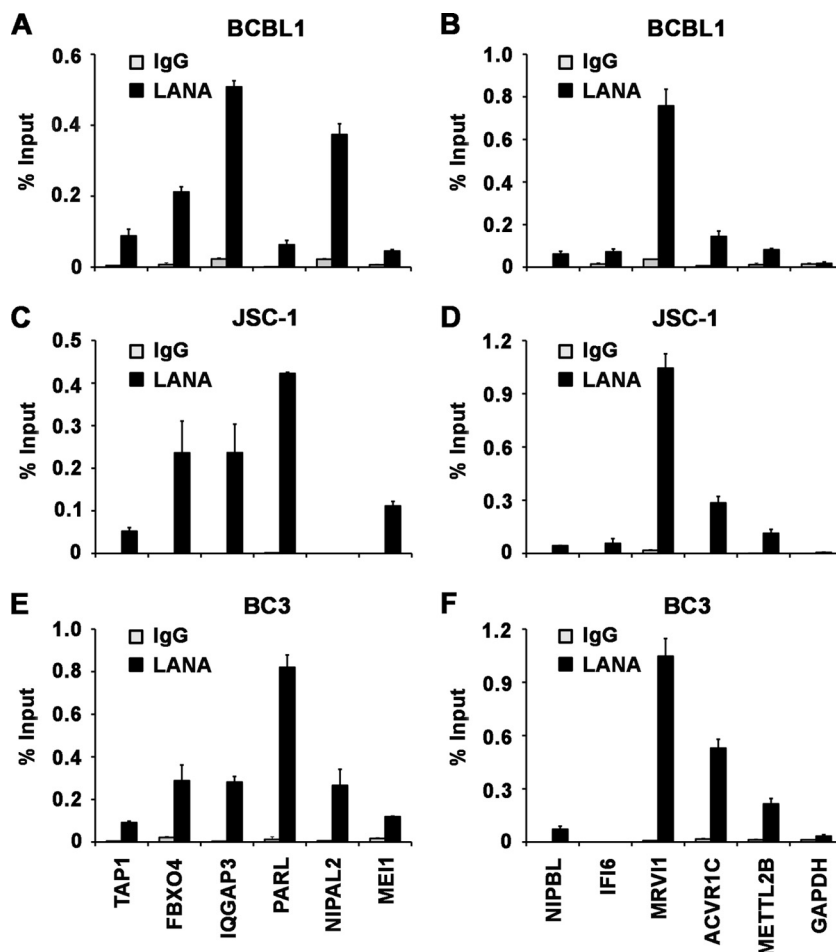 A
BCBL1
% Input
0.6
0.4
0.2
0
IgG
LANA
B
BCBL1
% Input
1.0
0.8
0.6
0.4
0.2
0
IgG
LANA
C
JSC-1
% Input
0.5
0.4
0.3
0.2
0.1
0
IgG
LANA
D
JSC-1
% Input
1.2
0.9
0.6
0.3
0
IgG
LANA
E
BC3
% Input
1.0
0.8
0.6
0.4
0.2
0
IgG
LANA
TAP1
FBXO4
IQGAP3
PARL
NIPAL2
MEI1
F
BC3
% Input
1.2
0.9
0.6
0.3
0
IgG
LANA
NIPBL
IFI6
MRVI1
ACVR1C
METTL2B
GAPDH